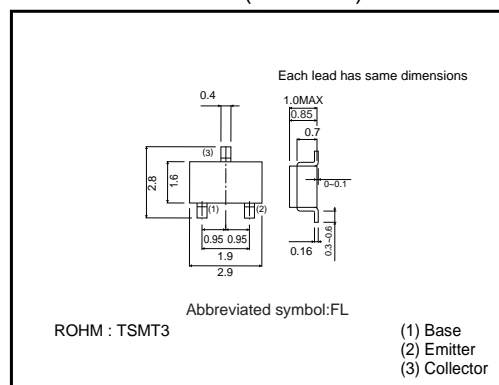 Each lead has same dimensions
0.4
1.0MAX
0.85
0.7
(3)
2.8
1.6
0~0.1
(1)
(2)
0.95
0.95
0.16
0.3~0.6
1.9
2.9
Abbreviated symbol:FL
ROHM : TSMT3
(1) Base
(2) Emitter
(3) Collector